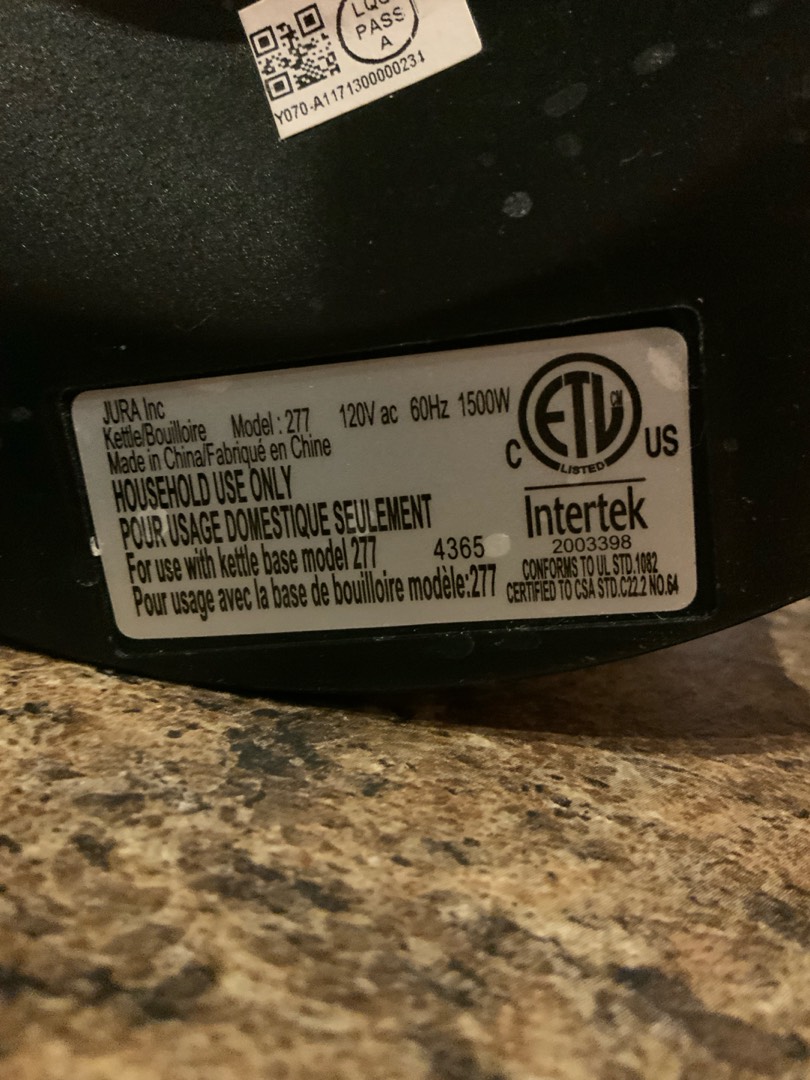 PASS
A
Y070-A1171300000231
JURA Inc
Kettle/Bouilloire Model : 277 120V ac 60Hz 1500W
Made in China/Fabriqué en Chine
HOUSEHOLD USE ONLY
POUR USAGE DOMESTIQUE SEULEMENT
For use with kettle base model 277 4365
Pour usage avec la base de bouilloire modèle:277
ETL CM
C US
LISTED
Intertek
2003398
CONFORMS TO UL STD.1082
CERTIFIED TO CSA STD.C22.2 NO.64